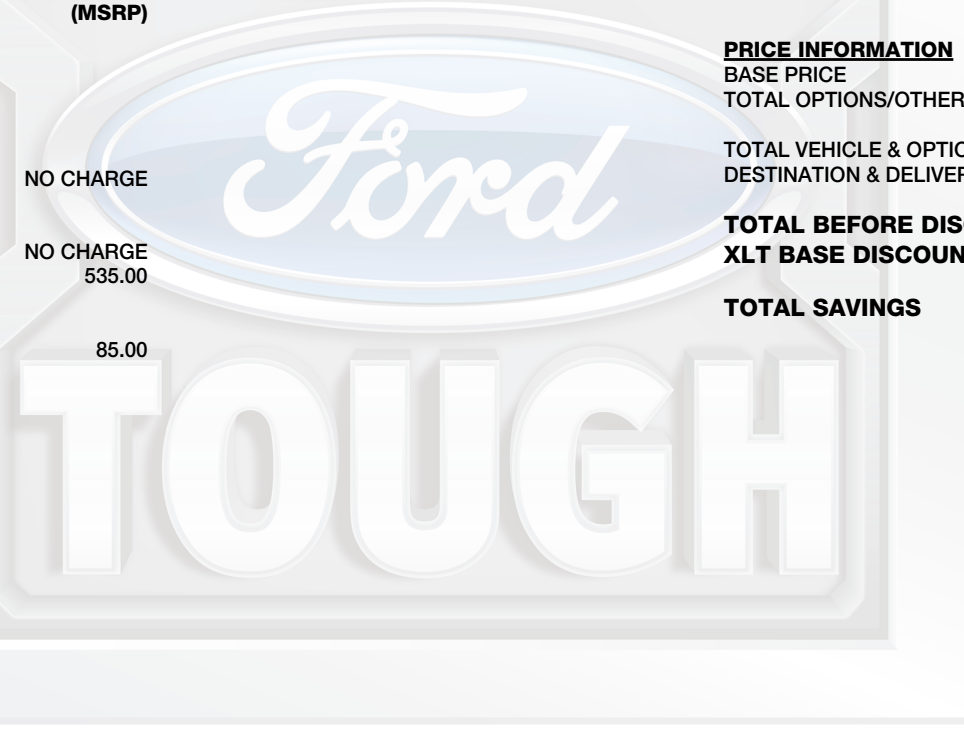 (MSRP)
NO CHARGE
NO CHARGE
535.00
85.00
PRICE INFORMATION
BASE PRICE
TOTAL OPTIONS/OTHER
TOTAL VEHICLE & OPTIO
DESTINATION & DELIVER
TOTAL BEFORE DIS
XLT BASE DISCOUN
TOTAL SAVINGS
Ford
TOUGH